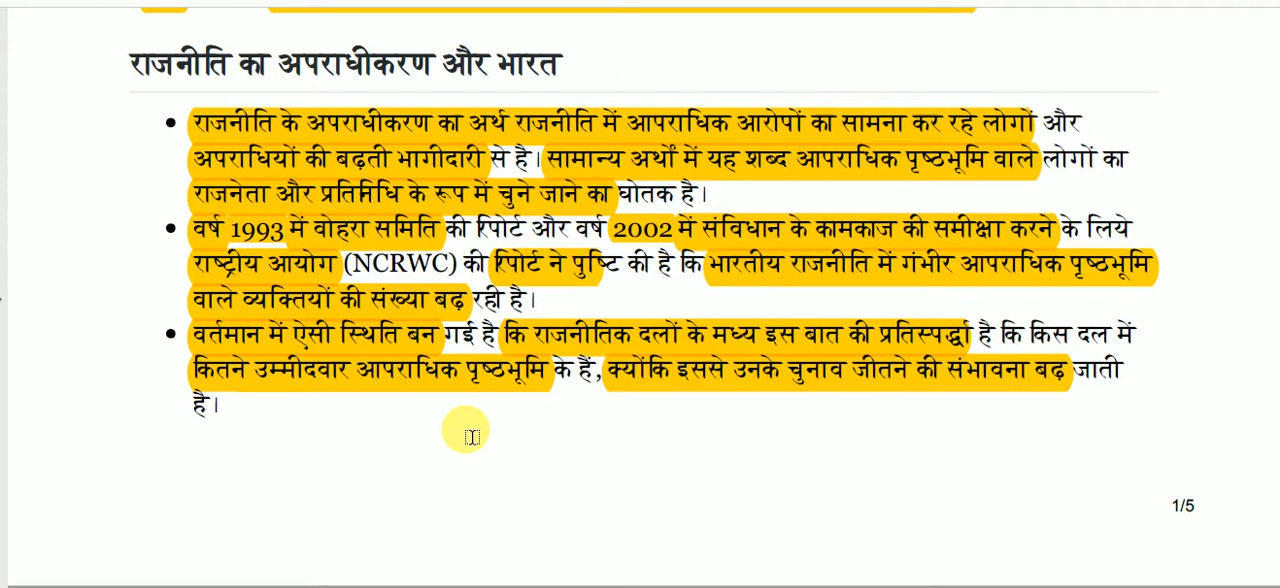 राजनीति का अपराधीकरण और भारत
राजनीति के अपराधीकरण का अर्थ राजनीति में आपराधिक आरोपों का सामना कर रहे लोगों और
अपराधियों की बढ़ती भागीदारी से है। सामान्य अर्थों में यह शब्द आपराधिक पृष्ठभूमि वाले लोगों का
राजनेता और प्रतिनिधि के रूप में चुने जाने का घोतक है।
वर्ष 1993 में वोहरा समिति की रिपोर्ट और वर्ष 2002 में संविधान के कामकाज की समीक्षा करने के लिये
राष्ट्रीय आयोग (NCRWC) की रिपोर्ट ने पुष्टि की है कि भारतीय राजनीति में गंभीर आपराधिक पृष्ठभूमि
वाले व्यक्तियों की संख्या बढ़ रही है।
वर्तमान में ऐसी स्थिति बन गई है कि राजनीतिक दलों के मध्य इस बात की प्रतिस्पर्द्धा है कि किस दल में
कितने उम्मीदवार आपराधिक पृष्ठभूमि के हैं, क्योंकि इससे उनके चुनाव जीतने की संभावना बढ़ जाती
है।
1/5